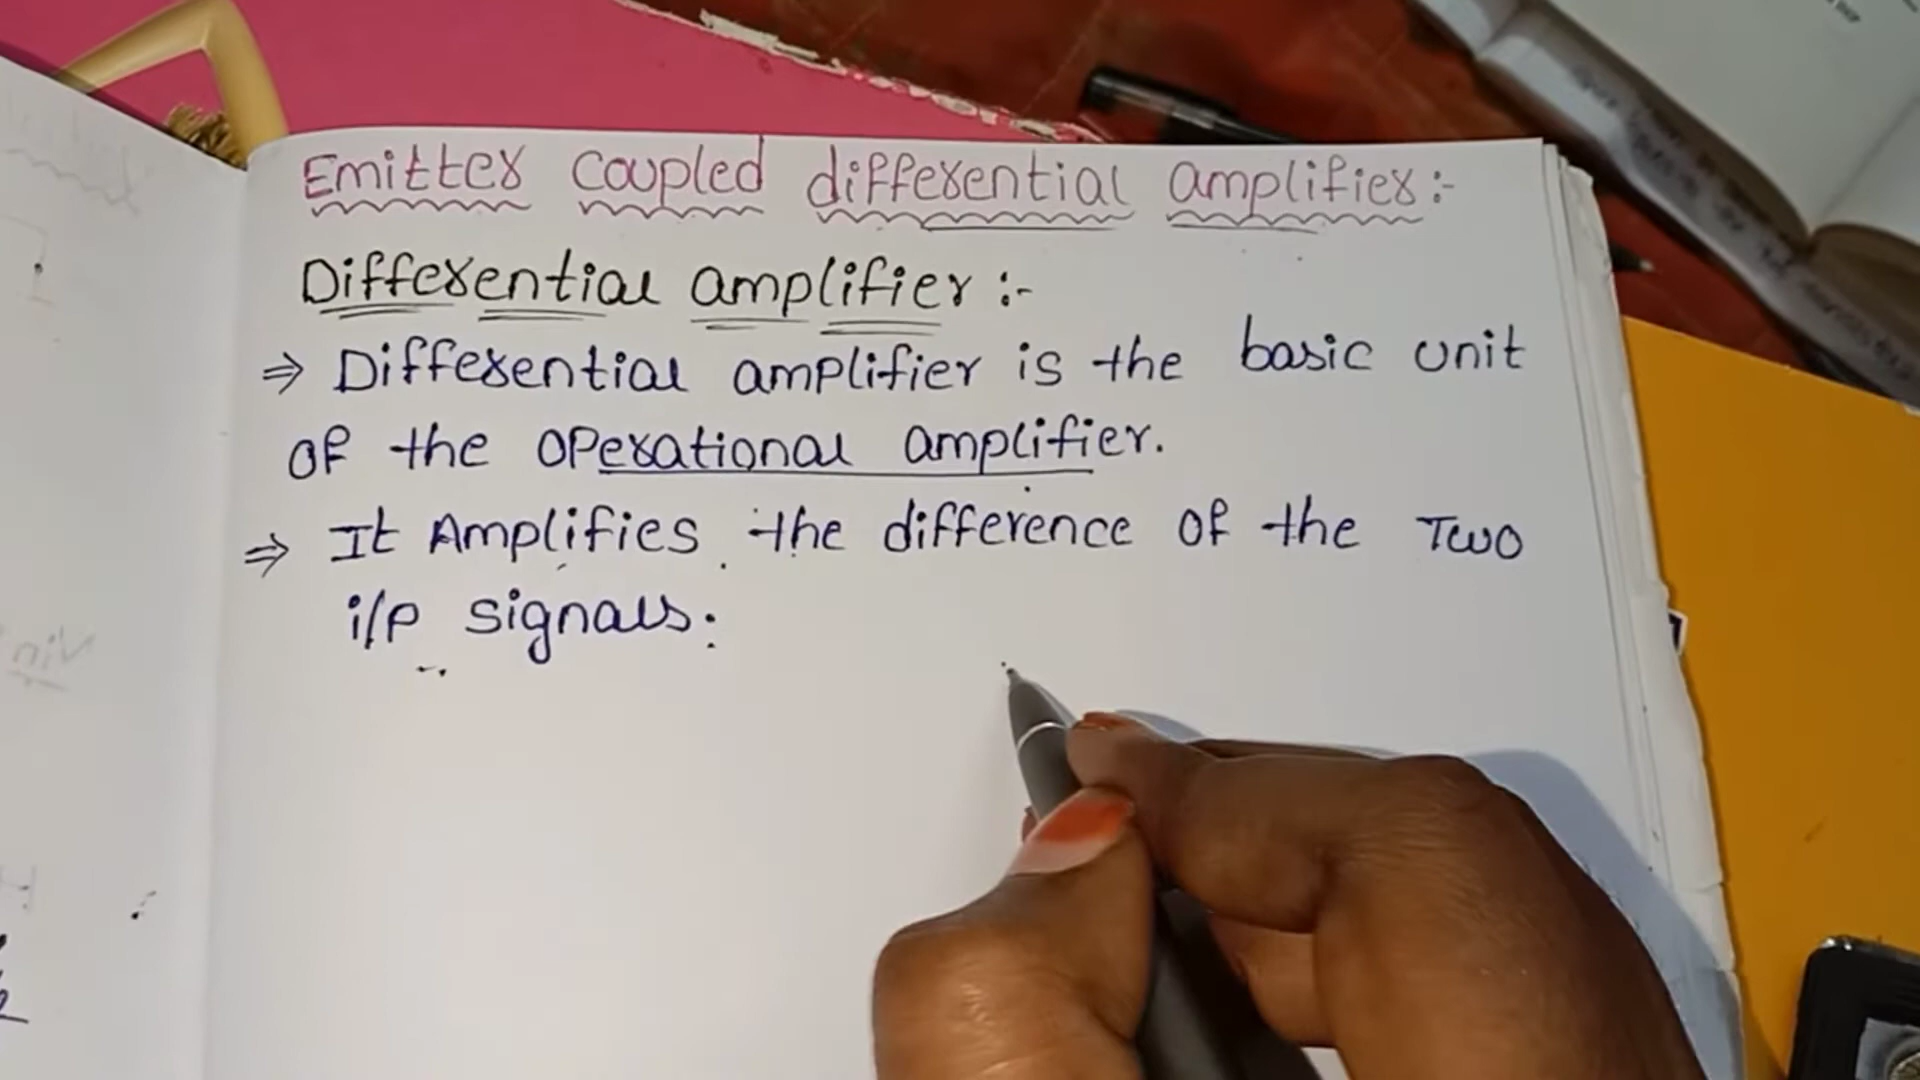 Emitter coupled differential amplifier:-
Differential amplifier :-
⇒ Differential amplifier is the basic unit
of the operational amplifier.
⇒ It Amplifies the difference of the Two
i/p signals.